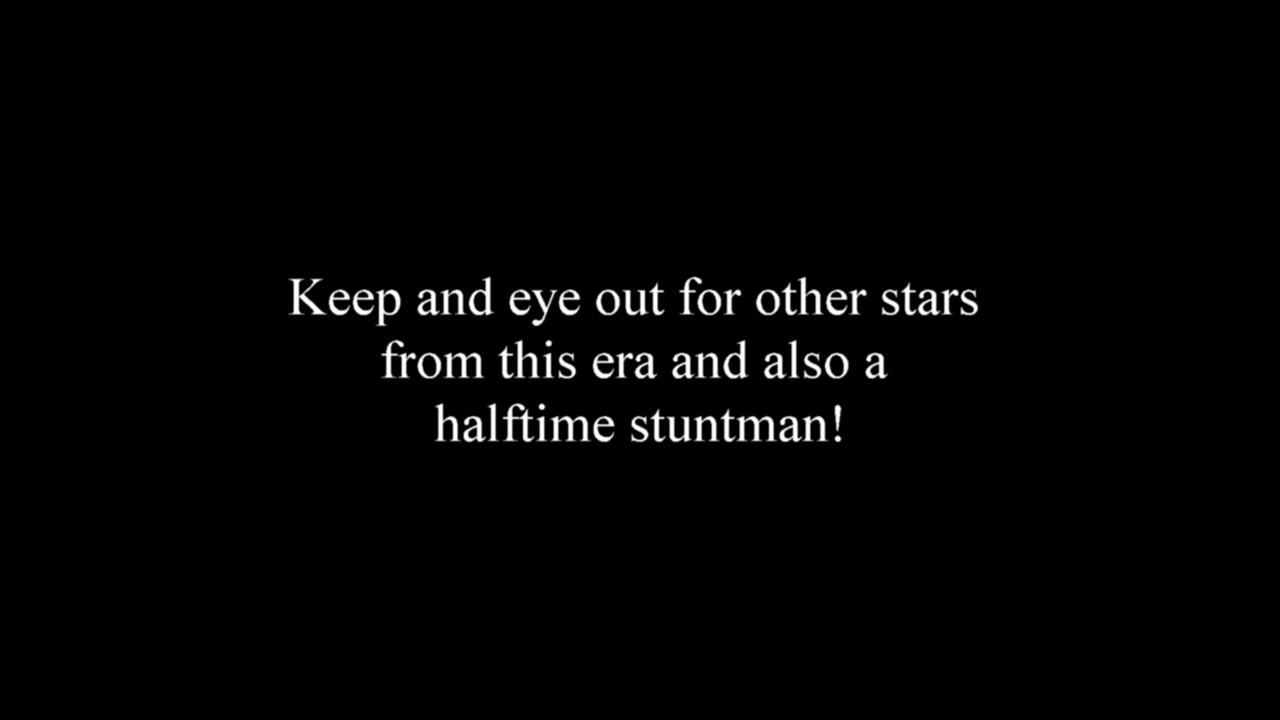 Keep and eye out for other stars
from this era and also a
halftime stuntman!